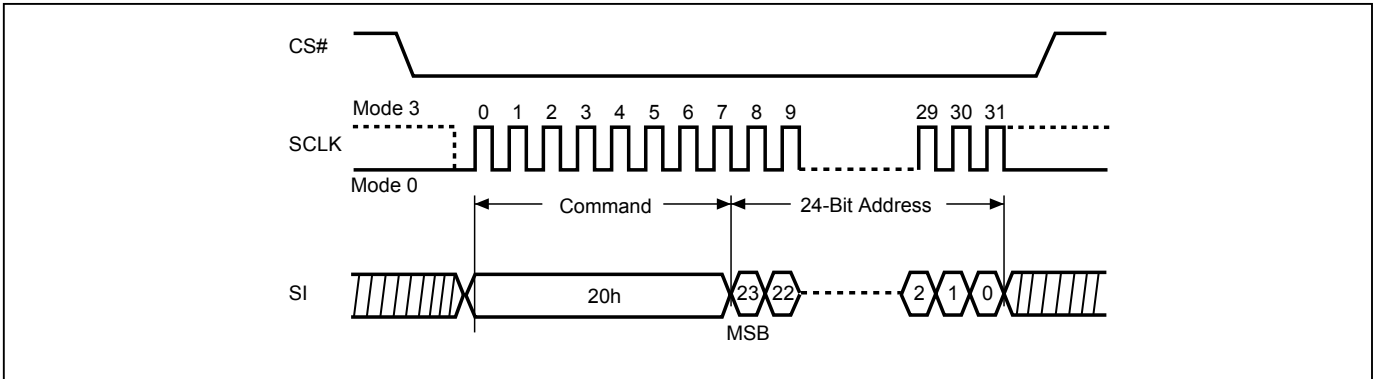 CS#
Mode 3
0 1 2 3 4 5 6 7 8 9 29 30 31
SCLK
Mode 0
Command 24-Bit Address
SI 20h 23 22 2 1 0
MSB